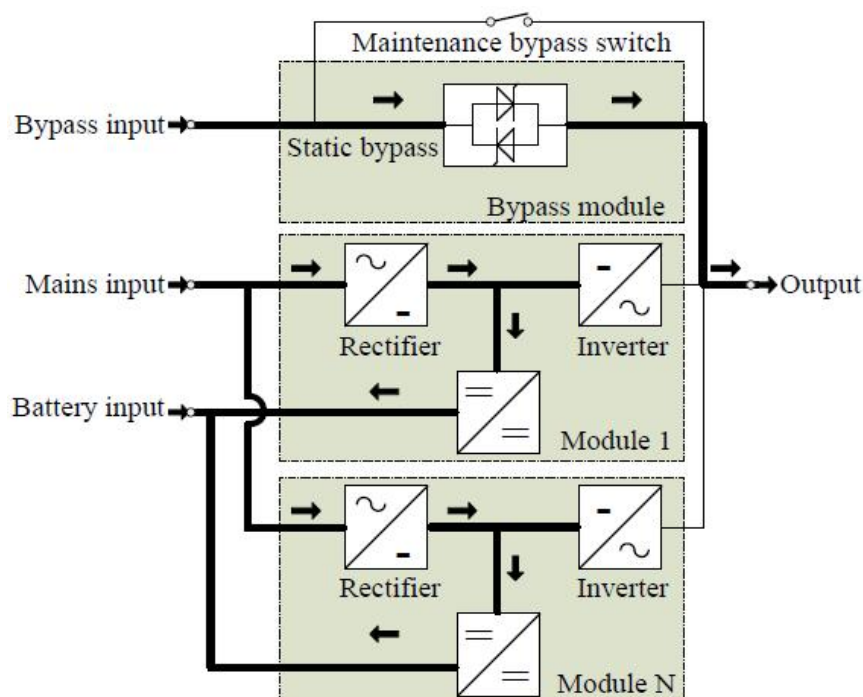 Maintenance bypass switch
Bypass input
Static bypass
Bypass module
Mains input
Output
Rectifier
Inverter
Battery input
Module 1
Rectifier
Inverter
Module N